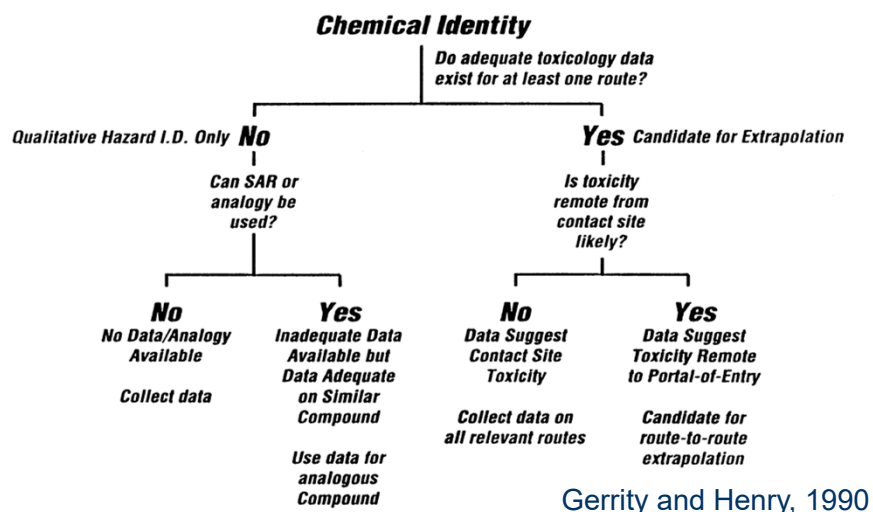 Chemical Identity
Do adequate toxicology data
exist for at least one route?
Qualitative Hazard I.D. Only No
Yes Candidate for Extrapolation
Can SAR or
analogy be
used?
Is toxicity
remote from
contact site
likely?
No
No Data/Analogy
Available
Collect data
Yes
Inadequate Data
Available but
Data Adequate
on Similar
Compound
Use data for
analogous
Compound
No
Data Suggest
Contact Site
Toxicity
Collect data on
all relevant routes
Yes
Data Suggest
Toxicity Remote
to Portal-of-Entry
Candidate for
route-to-route
extrapolation
Gerrity and Henry, 1990